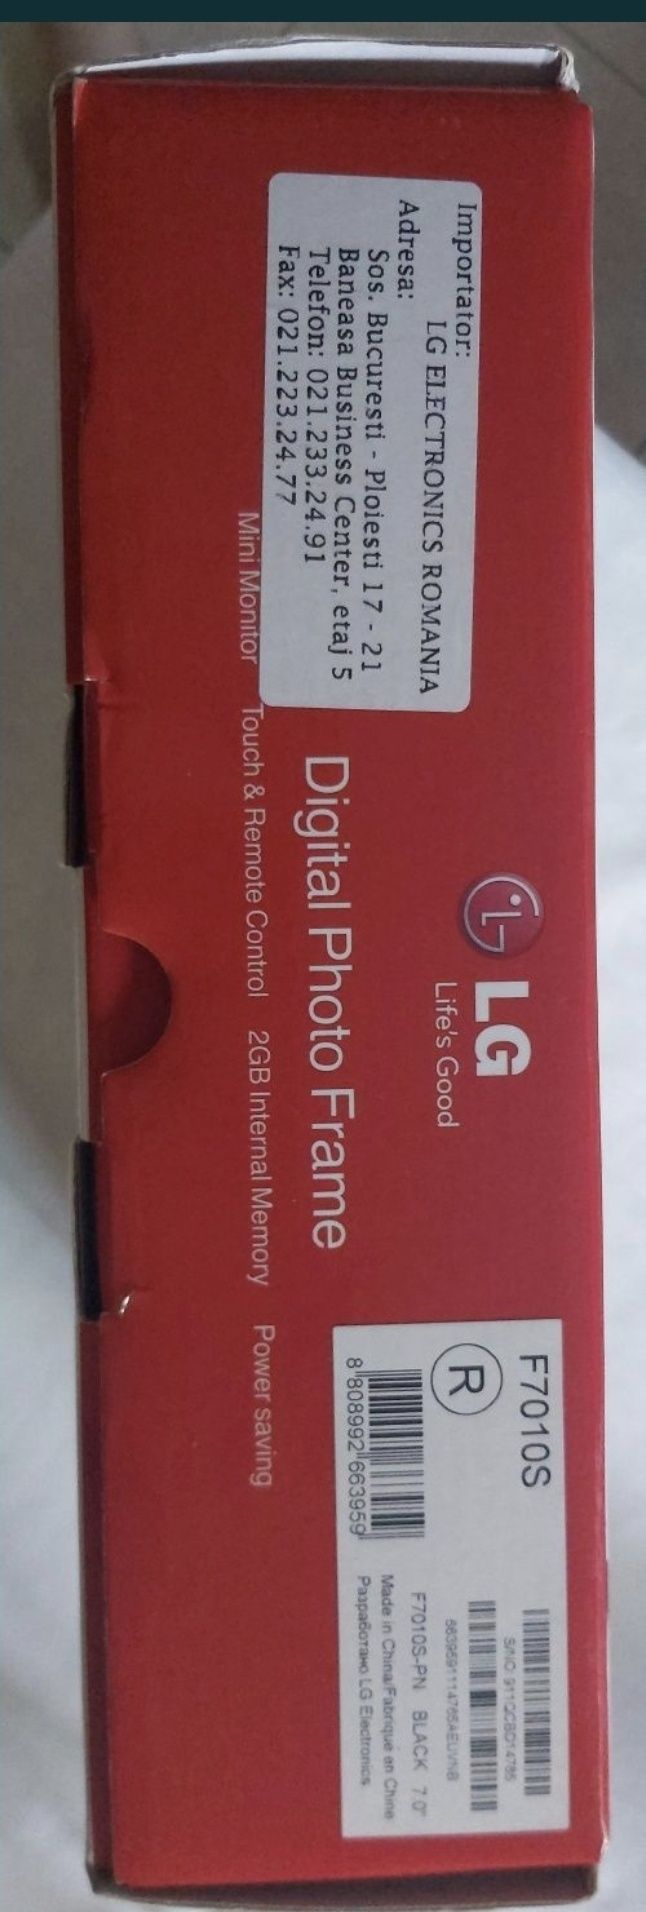 Importator:
LG ELECTRONICS ROMANIA
Adresa:
Sos. Bucuresti - Ploiesti 17 - 21
Baneasa Business Center, etaj 5
Telefon: 021.233.24.91
Fax: 021.223.24.77
LG
Life's Good
Digital Photo Frame
Mini Monitor Touch & Remote Control 2GB Internal Memory Power saving
F7010S
R
8 808992 663959
S/NO 911QCBD14785
F7010S-PN BLACK 7.0"
Made in China/Fabriqué en Chine
Разработано LG Electronics